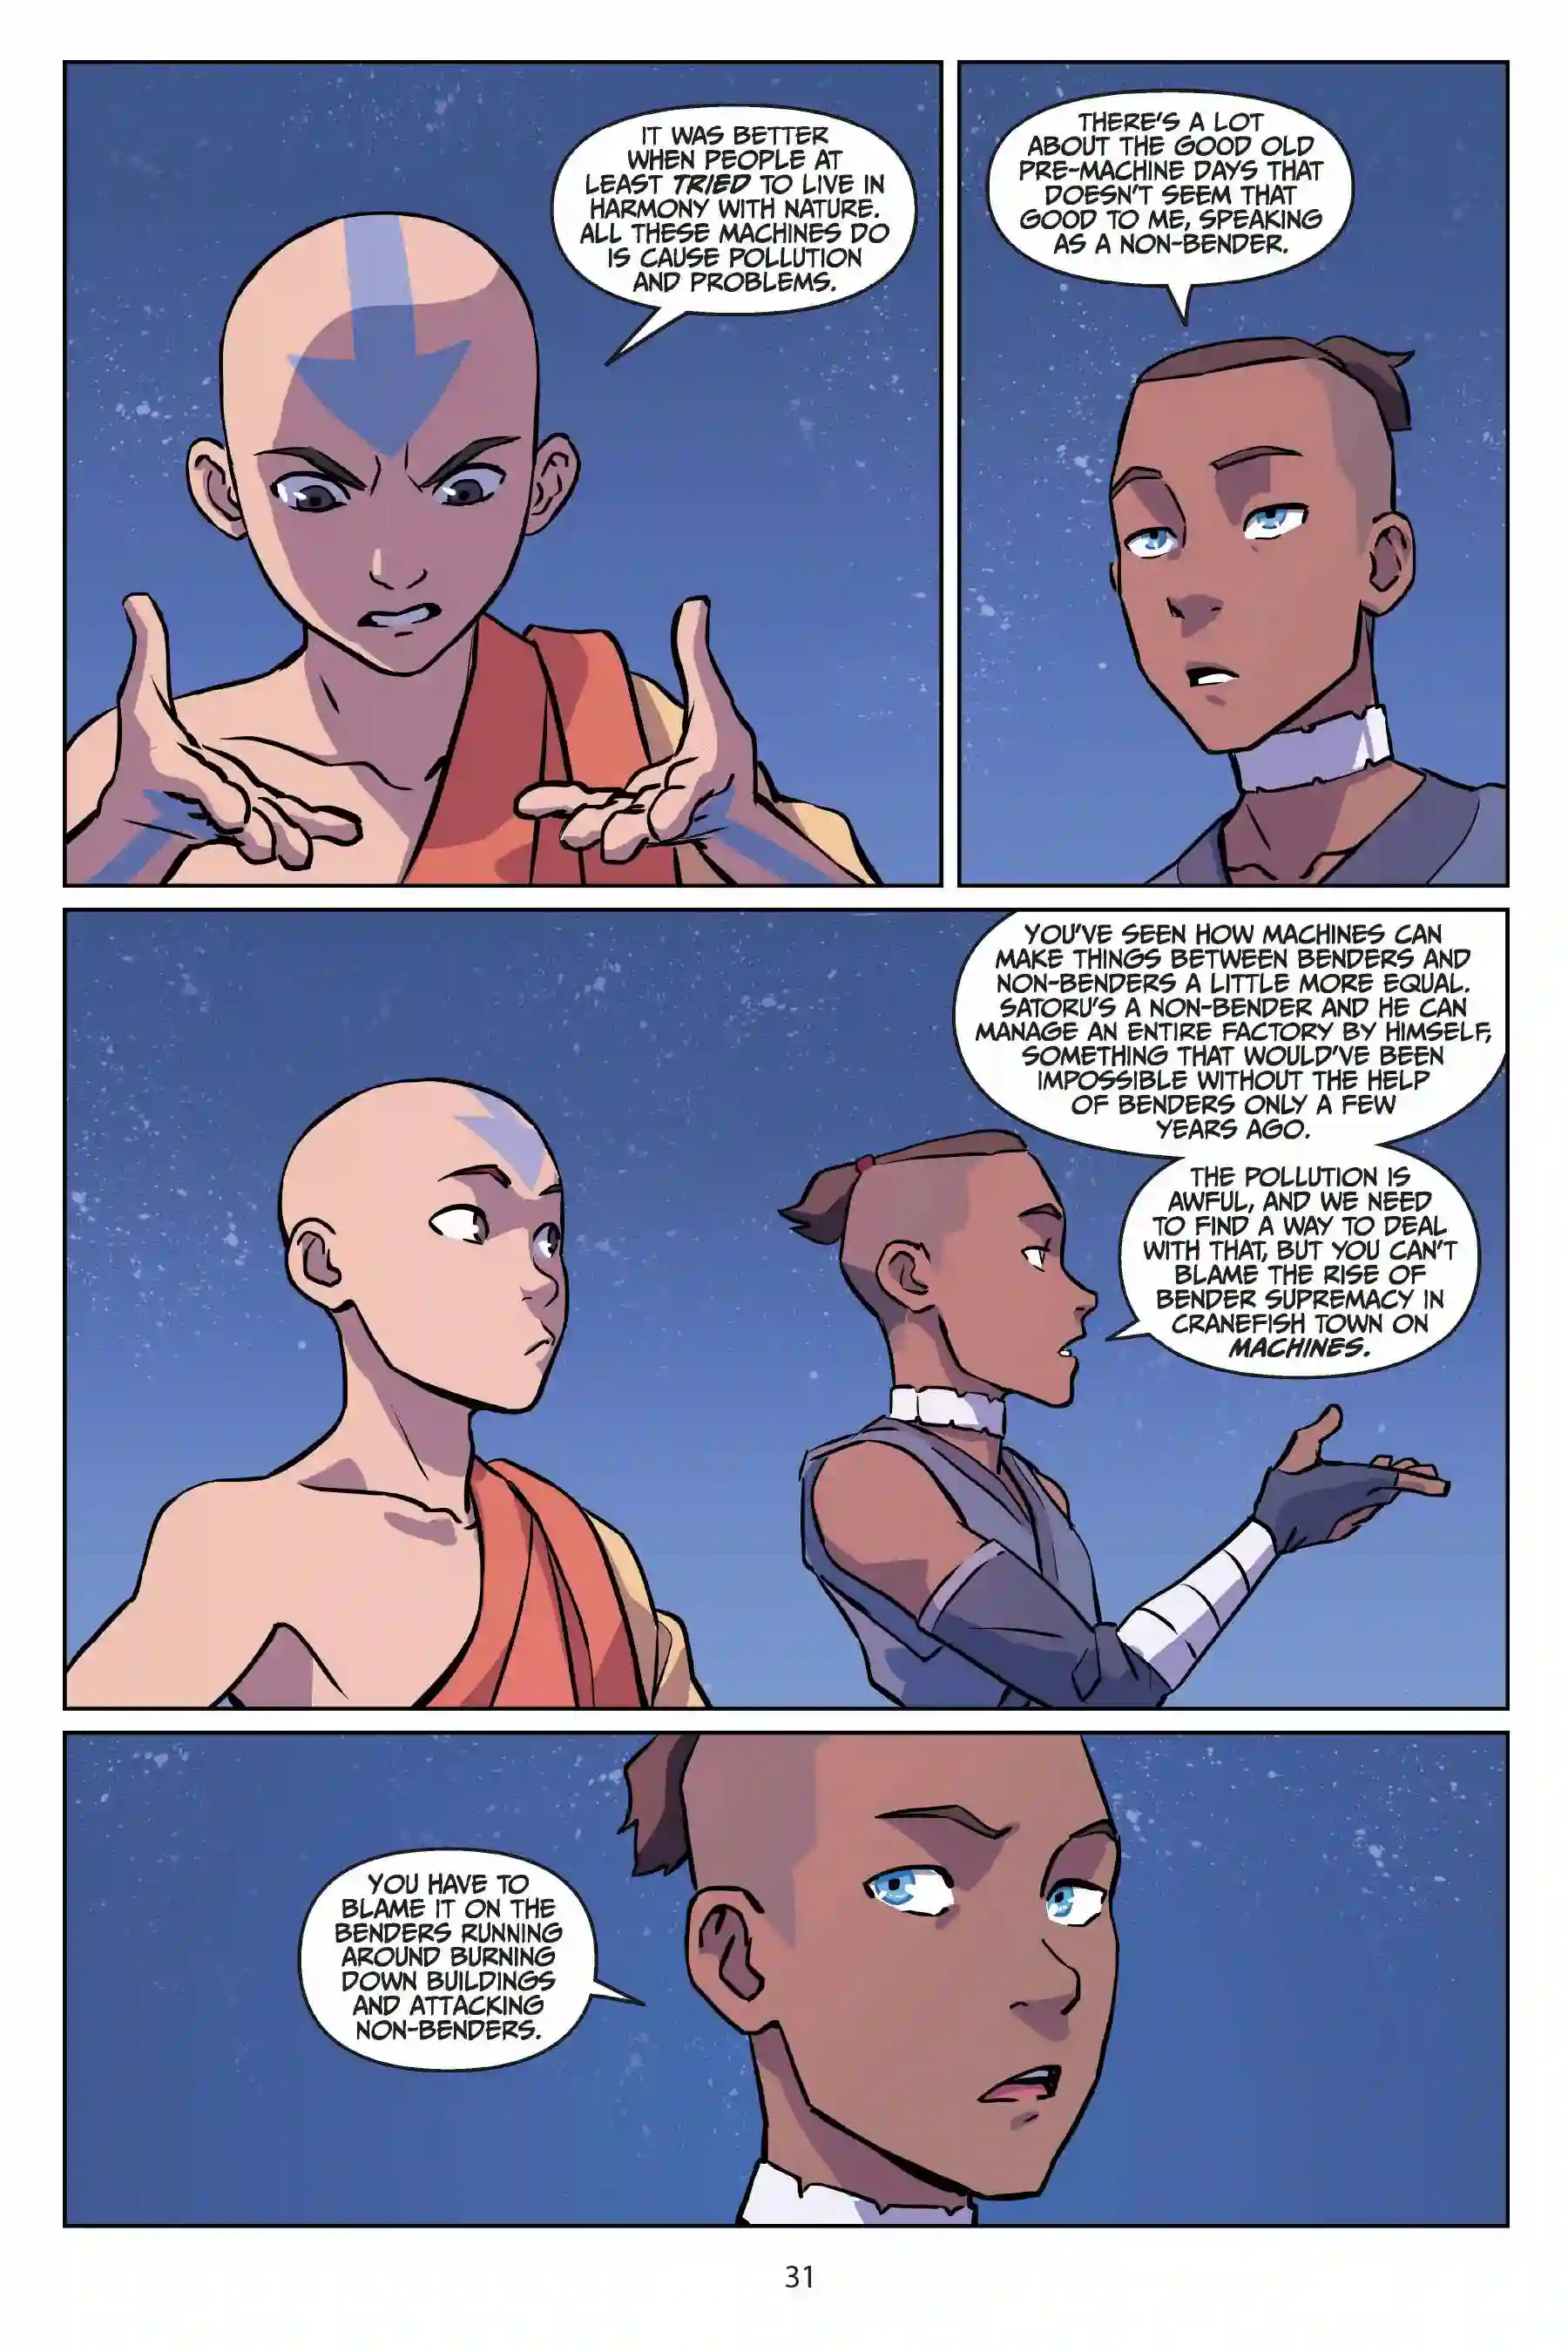 IT WAS BETTER
WHEN PEOPLE AT
LEAST TRIED TO LIVE IN
HARMONY WITH NATURE.
ALL THESE MACHINES DO
IS CAUSE POLLUTION
AND PROBLEMS.
THERE'S A LOT
ABOUT THE GOOD OLD
PRE-MACHINE DAYS THAT
DOESN'T SEEM THAT
GOOD TO ME, SPEAKING
AS A NON-BENDER.
YOU'VE SEEN HOW MACHINES CAN
MAKE THINGS BETWEEN BENDERS AND
NON-BENDERS A LITTLE MORE EQUAL.
SATORU'S A NON-BENDER AND HE CAN
MANAGE AN ENTIRE FACTORY BY HIMSELF,
SOMETHING THAT WOULD'VE BEEN
IMPOSSIBLE WITHOUT THE HELP
OF BENDERS ONLY A FEW
YEARS AGO.
THE POLLUTION IS
AWFUL, AND WE NEED
TO FIND A WAY TO DEAL
WITH THAT, BUT YOU CAN'T
BLAME THE RISE OF
BENDER SUPREMACY IN
CRANEFISH TOWN ON
MACHINES.
YOU HAVE TO
BLAME IT ON THE
BENDERS RUNNING
AROUND BURNING
DOWN BUILDINGS
AND ATTACKING
NON-BENDERS.
31